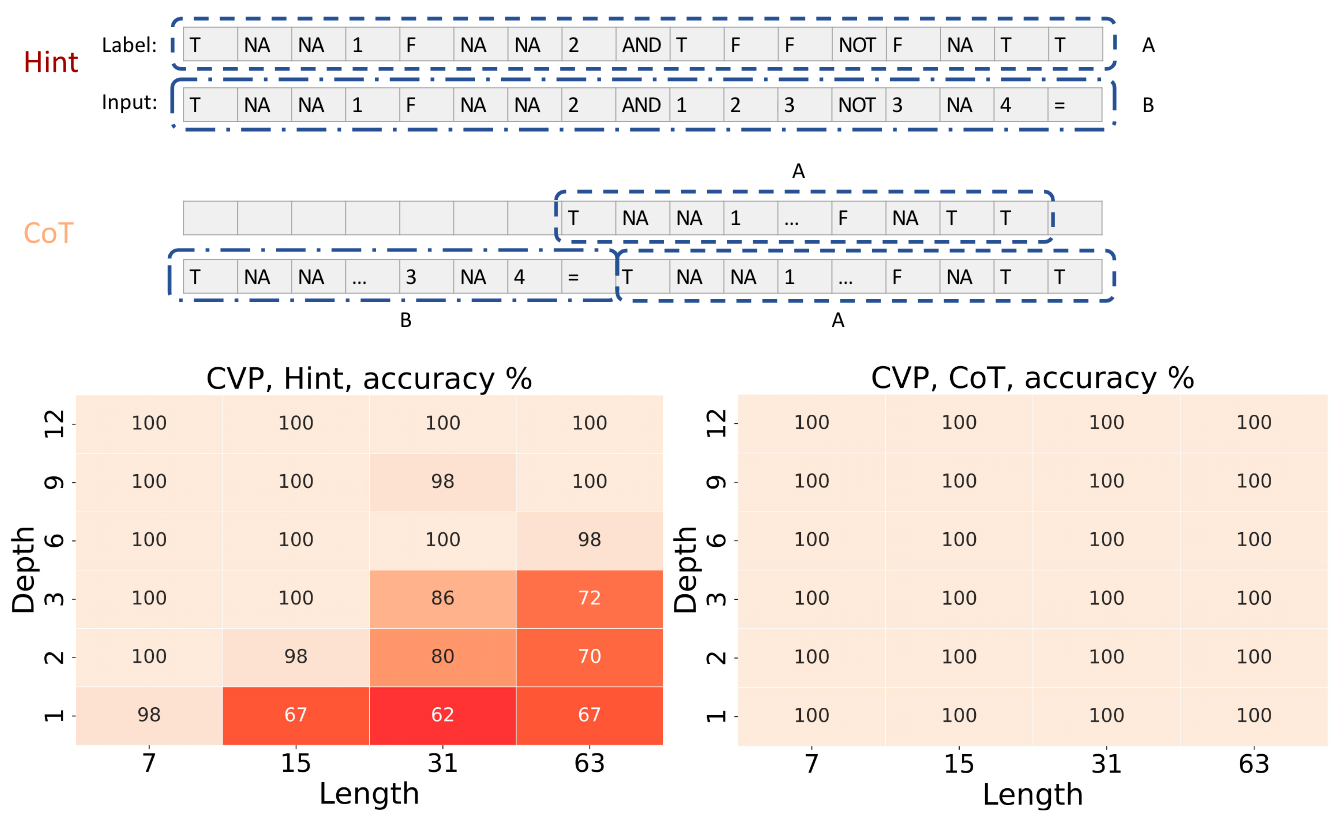 Hint
Label: T NA NA 1 F NA NA 2 AND T F F NOT F NA T T A
Input: T NA NA 1 F NA NA 2 AND 1 2 3 NOT 3 NA 4 = B
A
CoT
T NA NA 1 ... F NA T T
T NA NA ... 3 NA 4 = T NA NA 1 ... F NA T T
B A
CVP, Hint, accuracy %
Depth
12 100 100 100 100
9 100 100 98 100
6 100 100 100 98
3 100 100 86 72
2 100 98 80 70
1 98 67 62 67
7 15 31 63
Length
CVP, CoT, accuracy %
Depth
12 100 100 100 100
9 100 100 100 100
6 100 100 100 100
3 100 100 100 100
2 100 100 100 100
1 100 100 100 100
7 15 31 63
Length